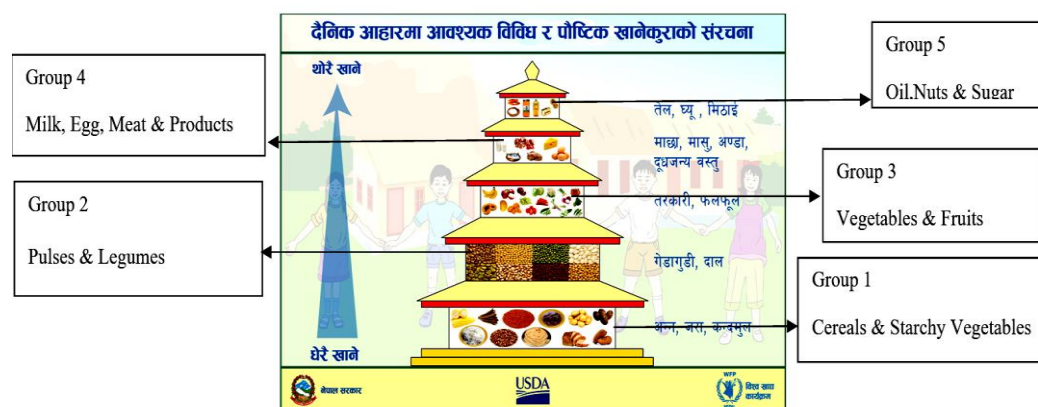 दैनिक आहारमा आवश्यक विविध र पौष्टिक खानेकुराको संरचना
Group 4
Milk, Egg, Meat & Products
Group 5
Oil.Nuts & Sugar
थोरै खाने
तेल, घ्यू , मिठाई
माछा, मासु, अण्डा,
दूधजन्य वस्तु
Group 3
Vegetables & Fruits
तरकारी, फलफूल
Group 2
Pulses & Legumes
गेडागुडी, दाल
Group 1
Cereals & Starchy Vegetables
अन्न, जरा, कन्दमुल
धेरै खाने
नेपाल सरकार
USDA
WFP
विश्व खाद्य
कार्यक्रम